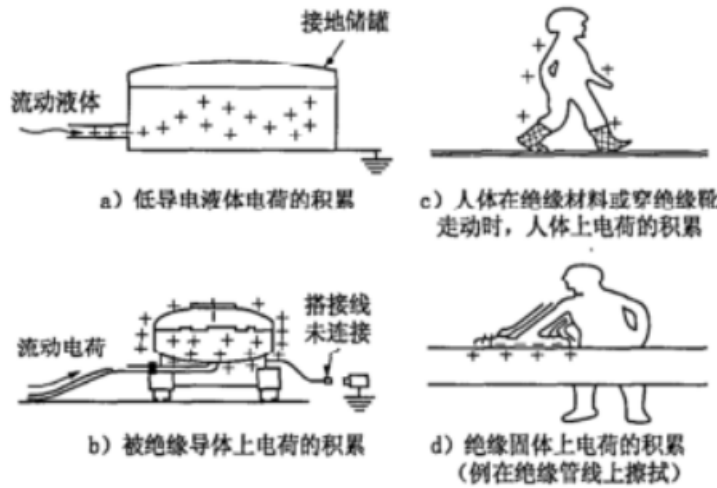 接地储罐
流动液体
a）低导电液体电荷的积累
c）人体在绝缘材料或穿绝缘靴
走动时，人体上电荷的积累
搭接线
未连接
流动电荷
b）被绝缘导体上电荷的积累
d）绝缘固体上电荷的积累
（例在绝缘管线上擦拭）